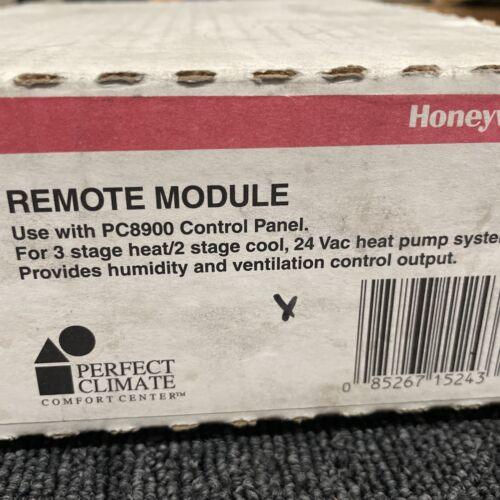 Honeyw
REMOTE MODULE
Use with PC8900 Control Panel.
For 3 stage heat/2 stage cool, 24 Vac heat pump syste
Provides humidity and ventilation control output.
PERFECT
CLIMATE
COMFORT CENTER™
0 85267 15243